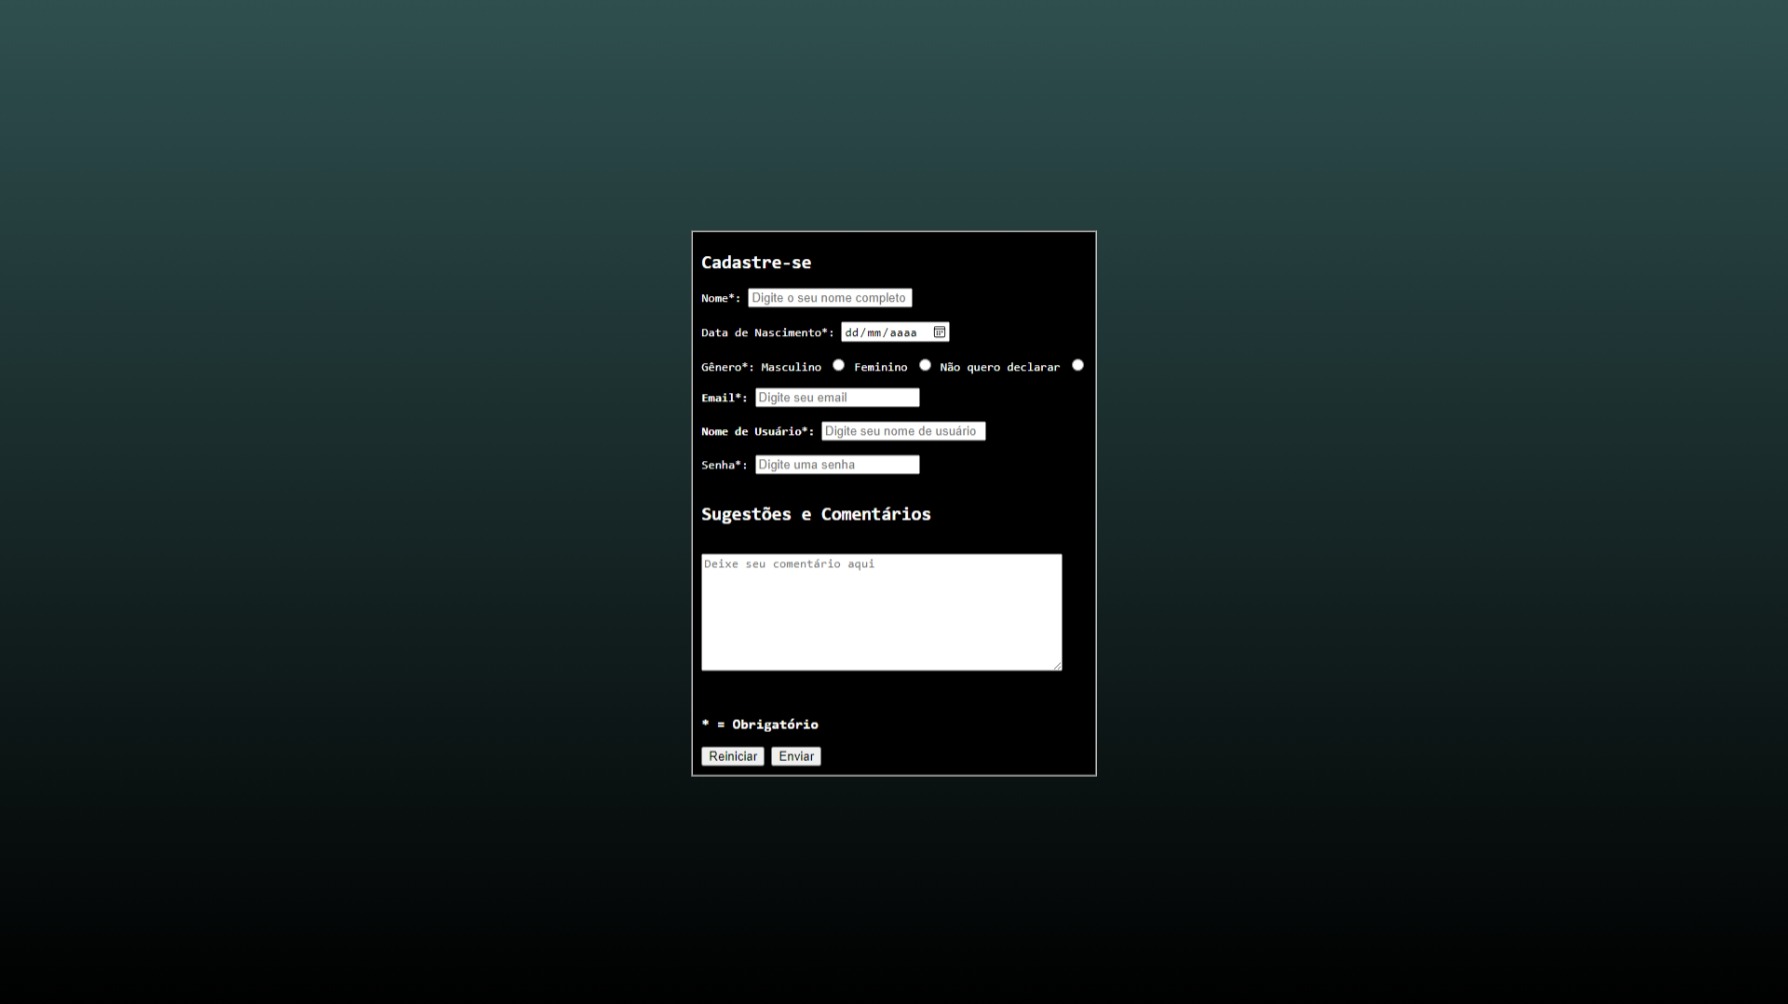 Cadastre-se
Nome*: Digite o seu nome completo
Data de Nascimento*: dd/mm/aaaa
Gênero*: Masculino Feminino Não quero declarar
Email*: Digite seu email
Nome de Usuário*: Digite seu nome de usuário
Senha*: Digite uma senha
Sugestões e Comentários
Deixe seu comentário aqui
* = Obrigatório
Reiniciar Enviar